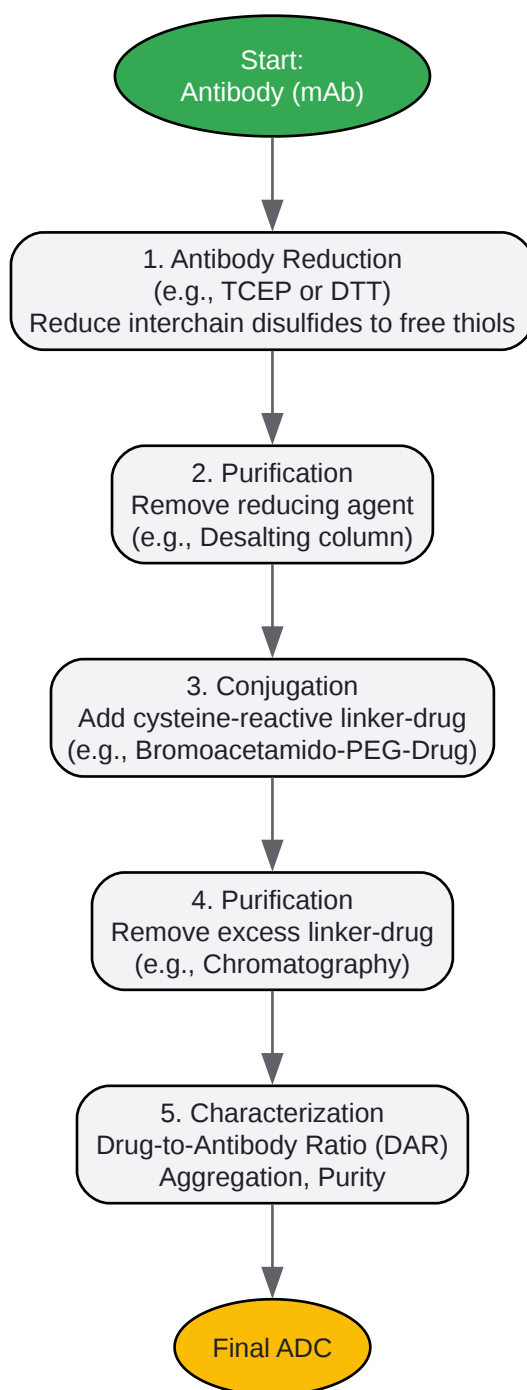 Start:
Antibody (mAb)
1. Antibody Reduction
(e.g., TCEP or DTT)
Reduce interchain disulfides to free thiols
2. Purification
Remove reducing agent
(e.g., Desalting column)
3. Conjugation
Add cysteine-reactive linker-drug
(e.g., Bromoacetamido-PEG-Drug)
4. Purification
Remove excess linker-drug
(e.g., Chromatography)
5. Characterization
Drug-to-Antibody Ratio (DAR)
Aggregation, Purity
Final ADC